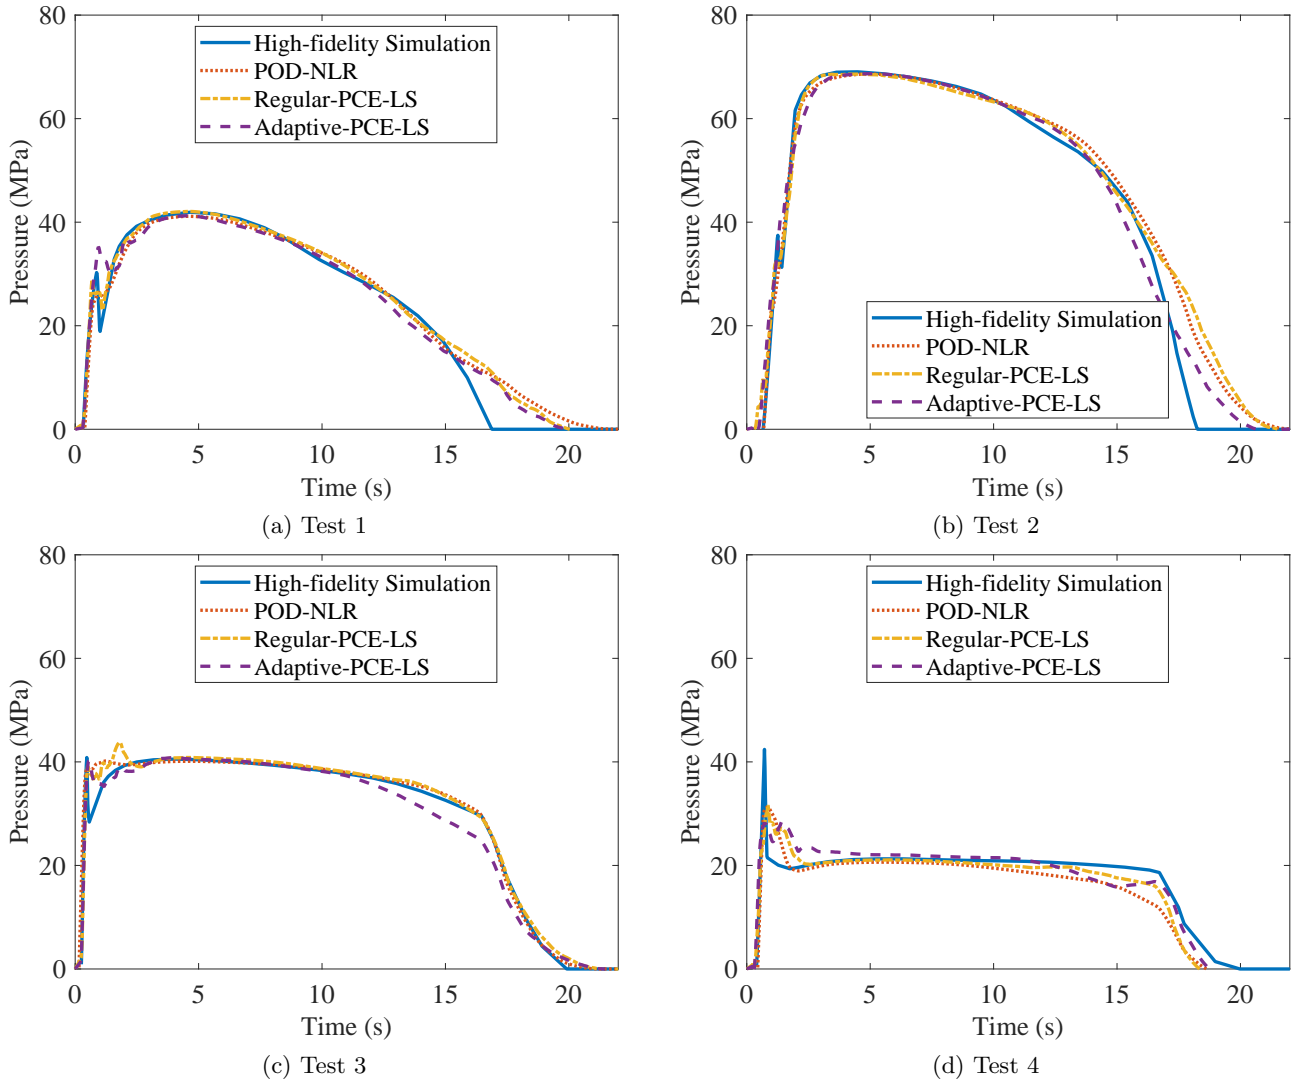 80
60
40
20
0
Pressure (MPa)
High-fidelity Simulation
POD-NLR
Regular-PCE-LS
Adaptive-PCE-LS
0 5 10 15 20
Time (s)
(a) Test 1
80
60
40
20
0
Pressure (MPa)
High-fidelity Simulation
POD-NLR
Regular-PCE-LS
Adaptive-PCE-LS
0 5 10 15 20
Time (s)
(b) Test 2
80
60
40
20
0
Pressure (MPa)
High-fidelity Simulation
POD-NLR
Regular-PCE-LS
Adaptive-PCE-LS
0 5 10 15 20
Time (s)
(c) Test 3
80
60
40
20
0
Pressure (MPa)
High-fidelity Simulation
POD-NLR
Regular-PCE-LS
Adaptive-PCE-LS
0 5 10 15 20
Time (s)
(d) Test 4